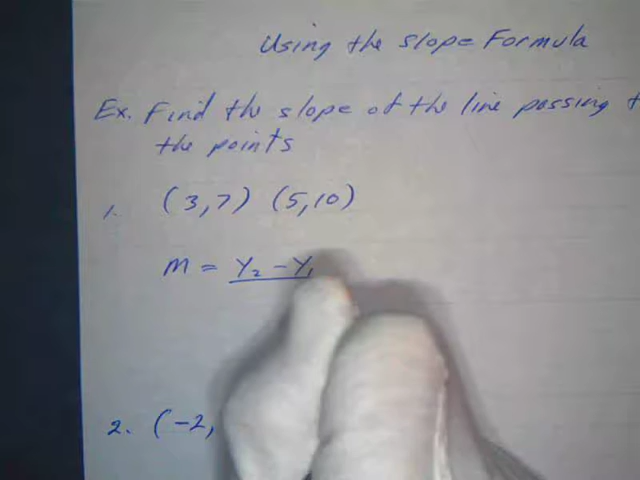 Using the slope Formula
Ex. Find the slope of the line passing
the points
1. (3,7) (5,10)
m = Y₂ - Y₁
2. (-2,